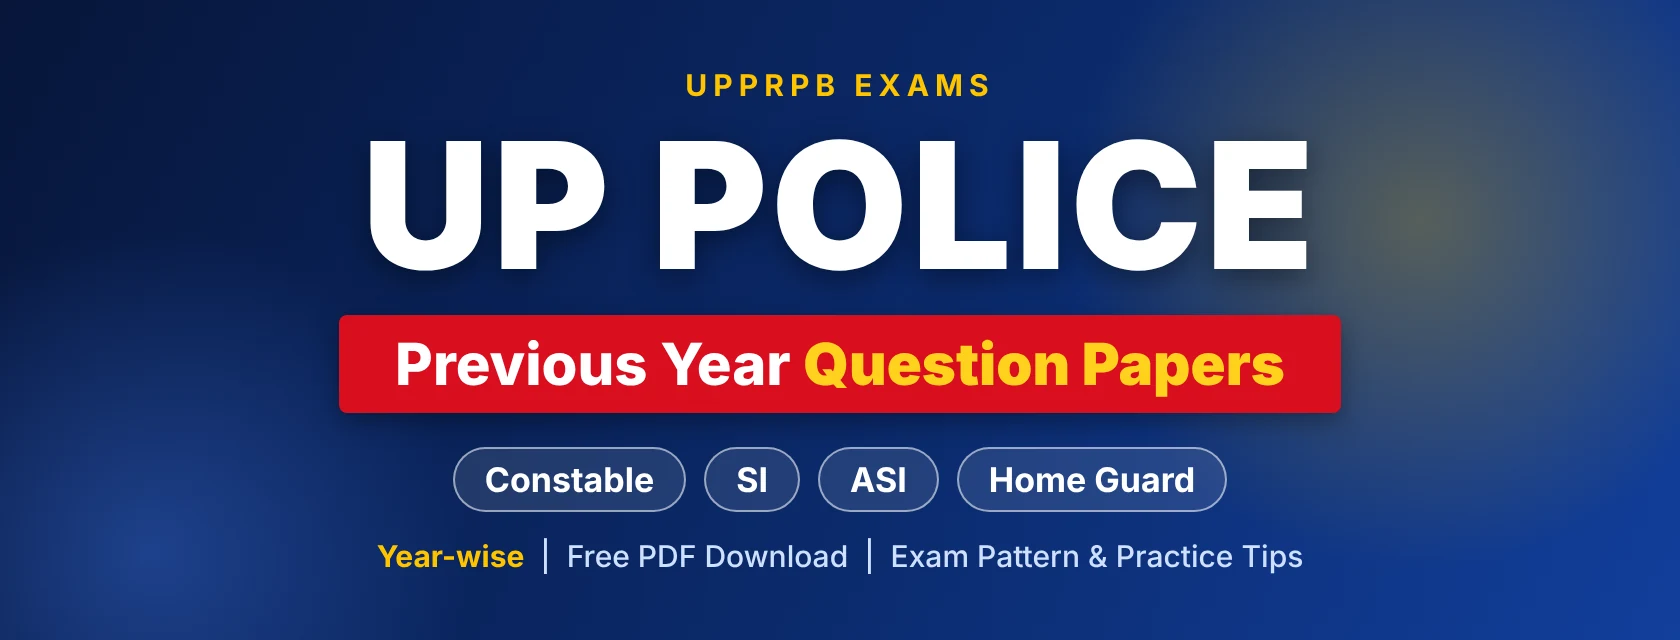 UPPRPB EXAMS
UP POLICE
Previous Year Question Papers
Constable SI ASI Home Guard
Year-wise | Free PDF Download | Exam Pattern & Practice Tips